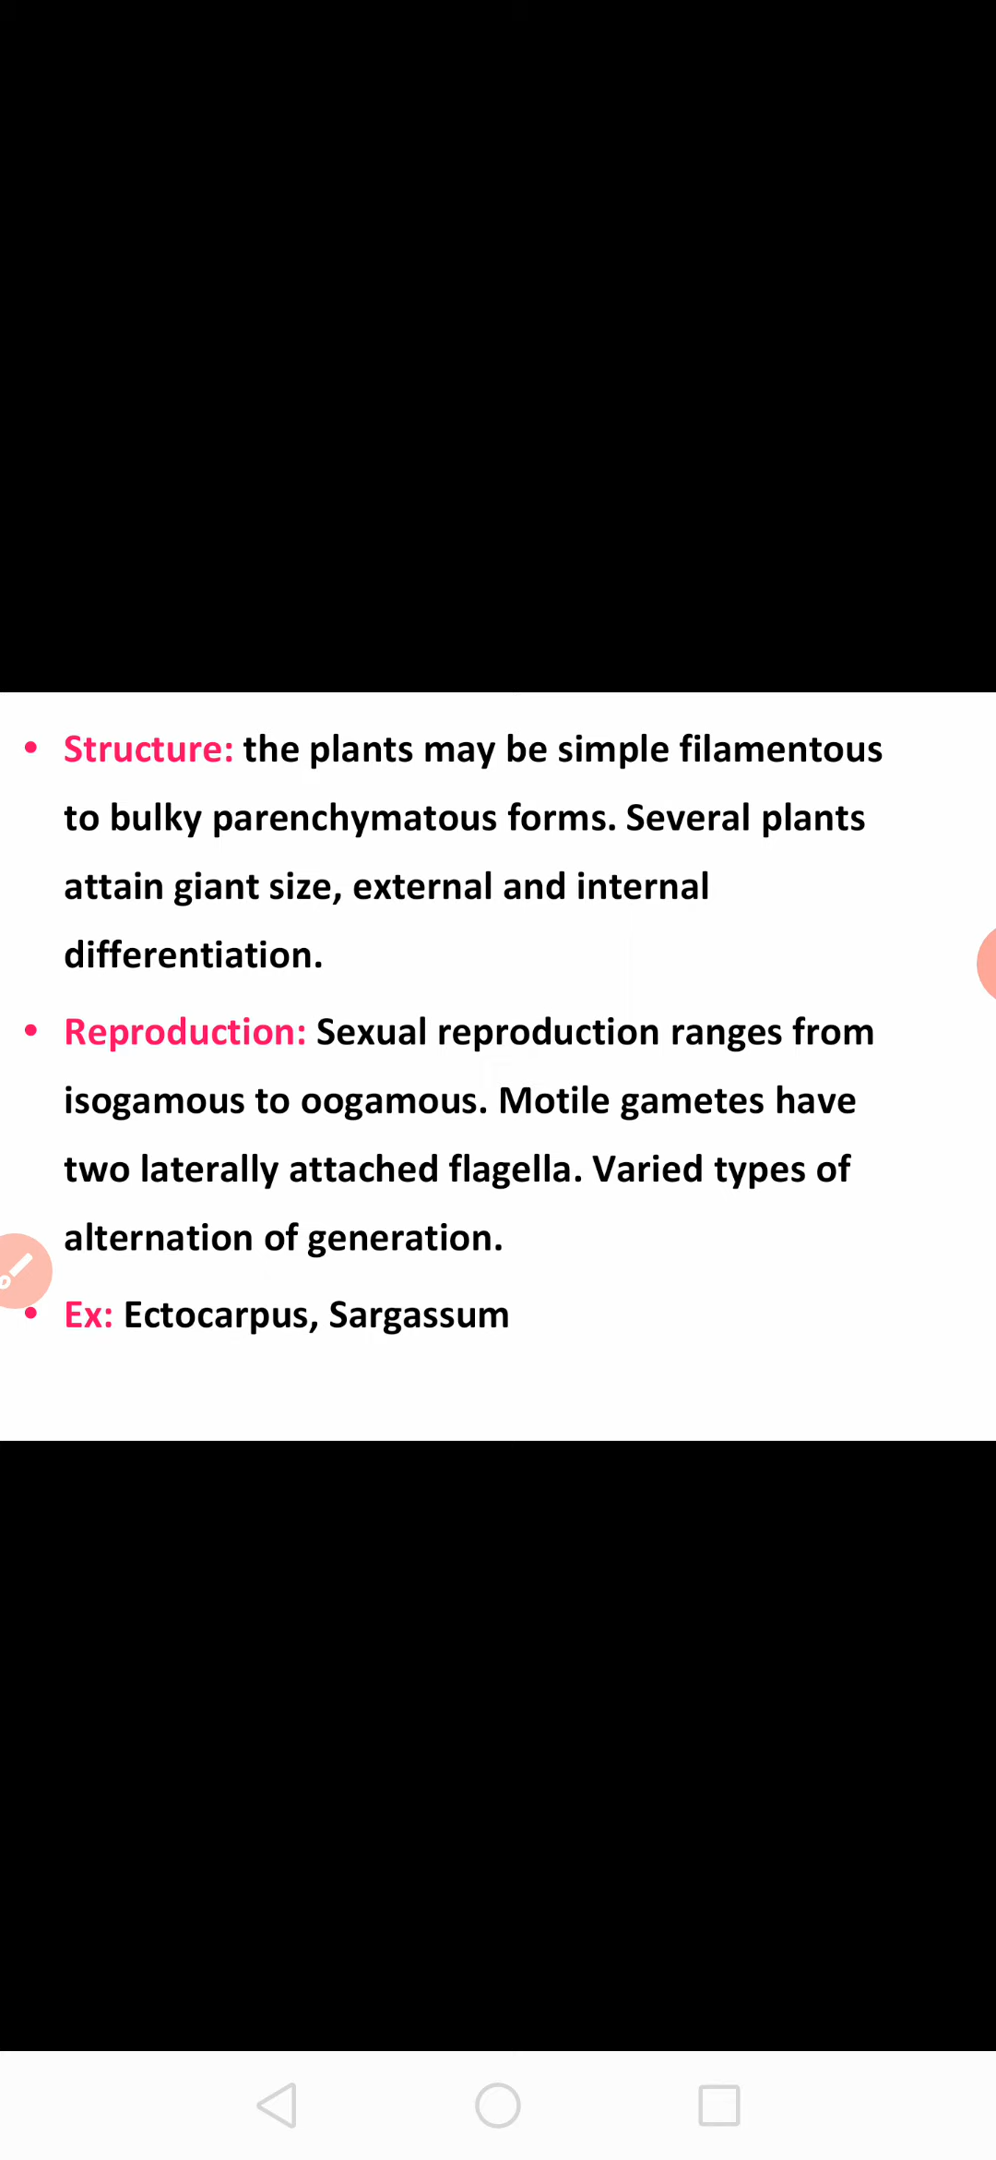 • Structure: the plants may be simple filamentous
to bulky parenchymatous forms. Several plants
attain giant size, external and internal
differentiation.
• Reproduction: Sexual reproduction ranges from
isogamous to oogamous. Motile gametes have
two laterally attached flagella. Varied types of
alternation of generation.
• Ex: Ectocarpus, Sargassum